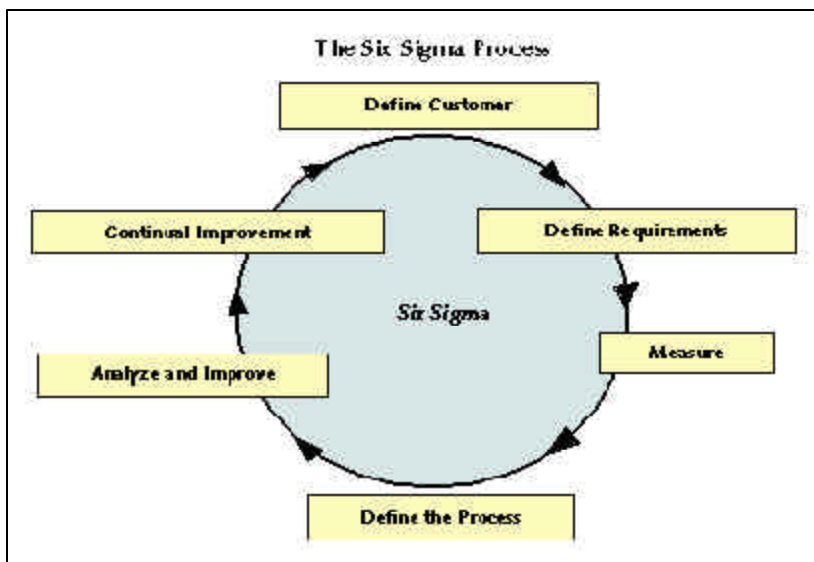 The Six Sigma Process
Define Customer
Define Requirements
Measure
Define the Process
Analyze and Improve
Continual Improvement
Six Sigma